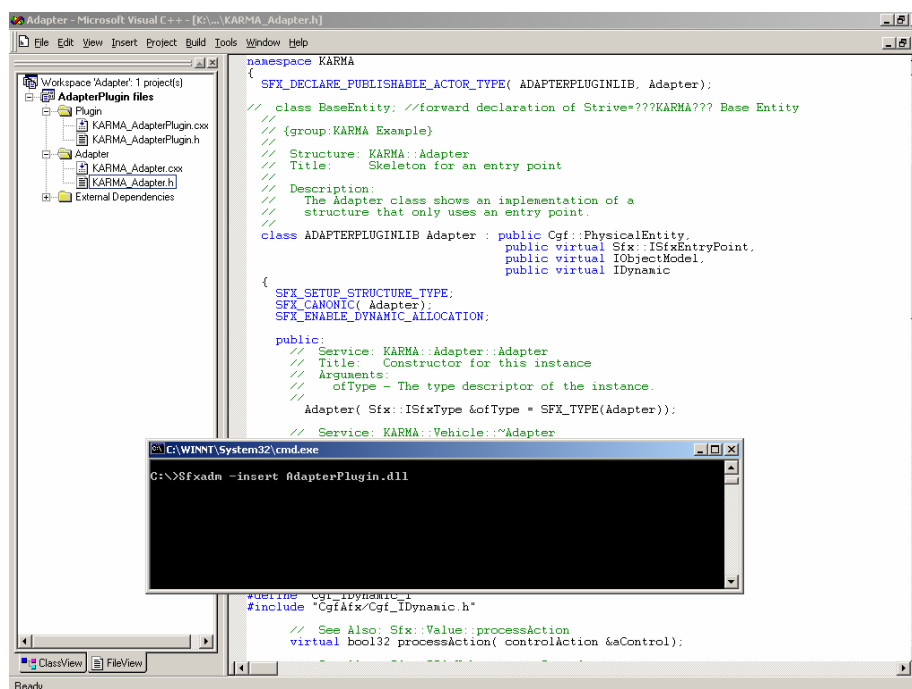 Adapter - Microsoft Visual C++ - [K:\...\KARMA_Adapter.h]
File Edit View Insert Project Build Tools Window Help
Workspace 'Adapter': 1 project(s)
AdapterPlugin files
Plugin
KARMA_AdapterPlugin.cxx
KARMA_AdapterPlugin.h
Adapter
KARMA_Adapter.cxx
KARMA_Adapter.h
External Dependencies
ClassView FileView
namespace KARMA
{
SFX_DECLARE_PUBLISHABLE_ACTOR_TYPE( ADAPTERPLUGINLIB, Adapter);
// class BaseEntity; //forward declaration of Strive=???KARMA??? Base Entity
//
// {group:KARMA Example}
//
// Structure: KARMA::Adapter
// Title: Skeleton for an entry point
//
// Description:
// The Adapter class shows an implementation of a
// structure that only uses an entry point.
//
class ADAPTERPLUGINLIB Adapter : public Cgf::PhysicalEntity,
public virtual Sfx::ISfxEntryPoint,
public virtual IObjectModel,
public virtual IDynamic
{
SFX_SETUP_STRUCTURE_TYPE;
SFX_CANONIC( Adapter);
SFX_ENABLE_DYNAMIC_ALLOCATION;
public:
// Service: KARMA::Adapter::Adapter
// Title: Constructor for this instance
// Arguments:
// ofType - The type descriptor of the instance.
//
Adapter( Sfx::ISfxType &ofType = SFX_TYPE(Adapter));
// Service: KARMA::Vehicle::~Adapter
C:\WINNT\System32\cmd.exe
C:\>Sfxadm -insert AdapterPlugin.dll
#define Cgf_IDynamic_I
#include "CgfAfx/Cgf_IDynamic.h"
// See Also: Sfx::Value::processAction
virtual bool32 processAction( controlAction &aControl);
Ready